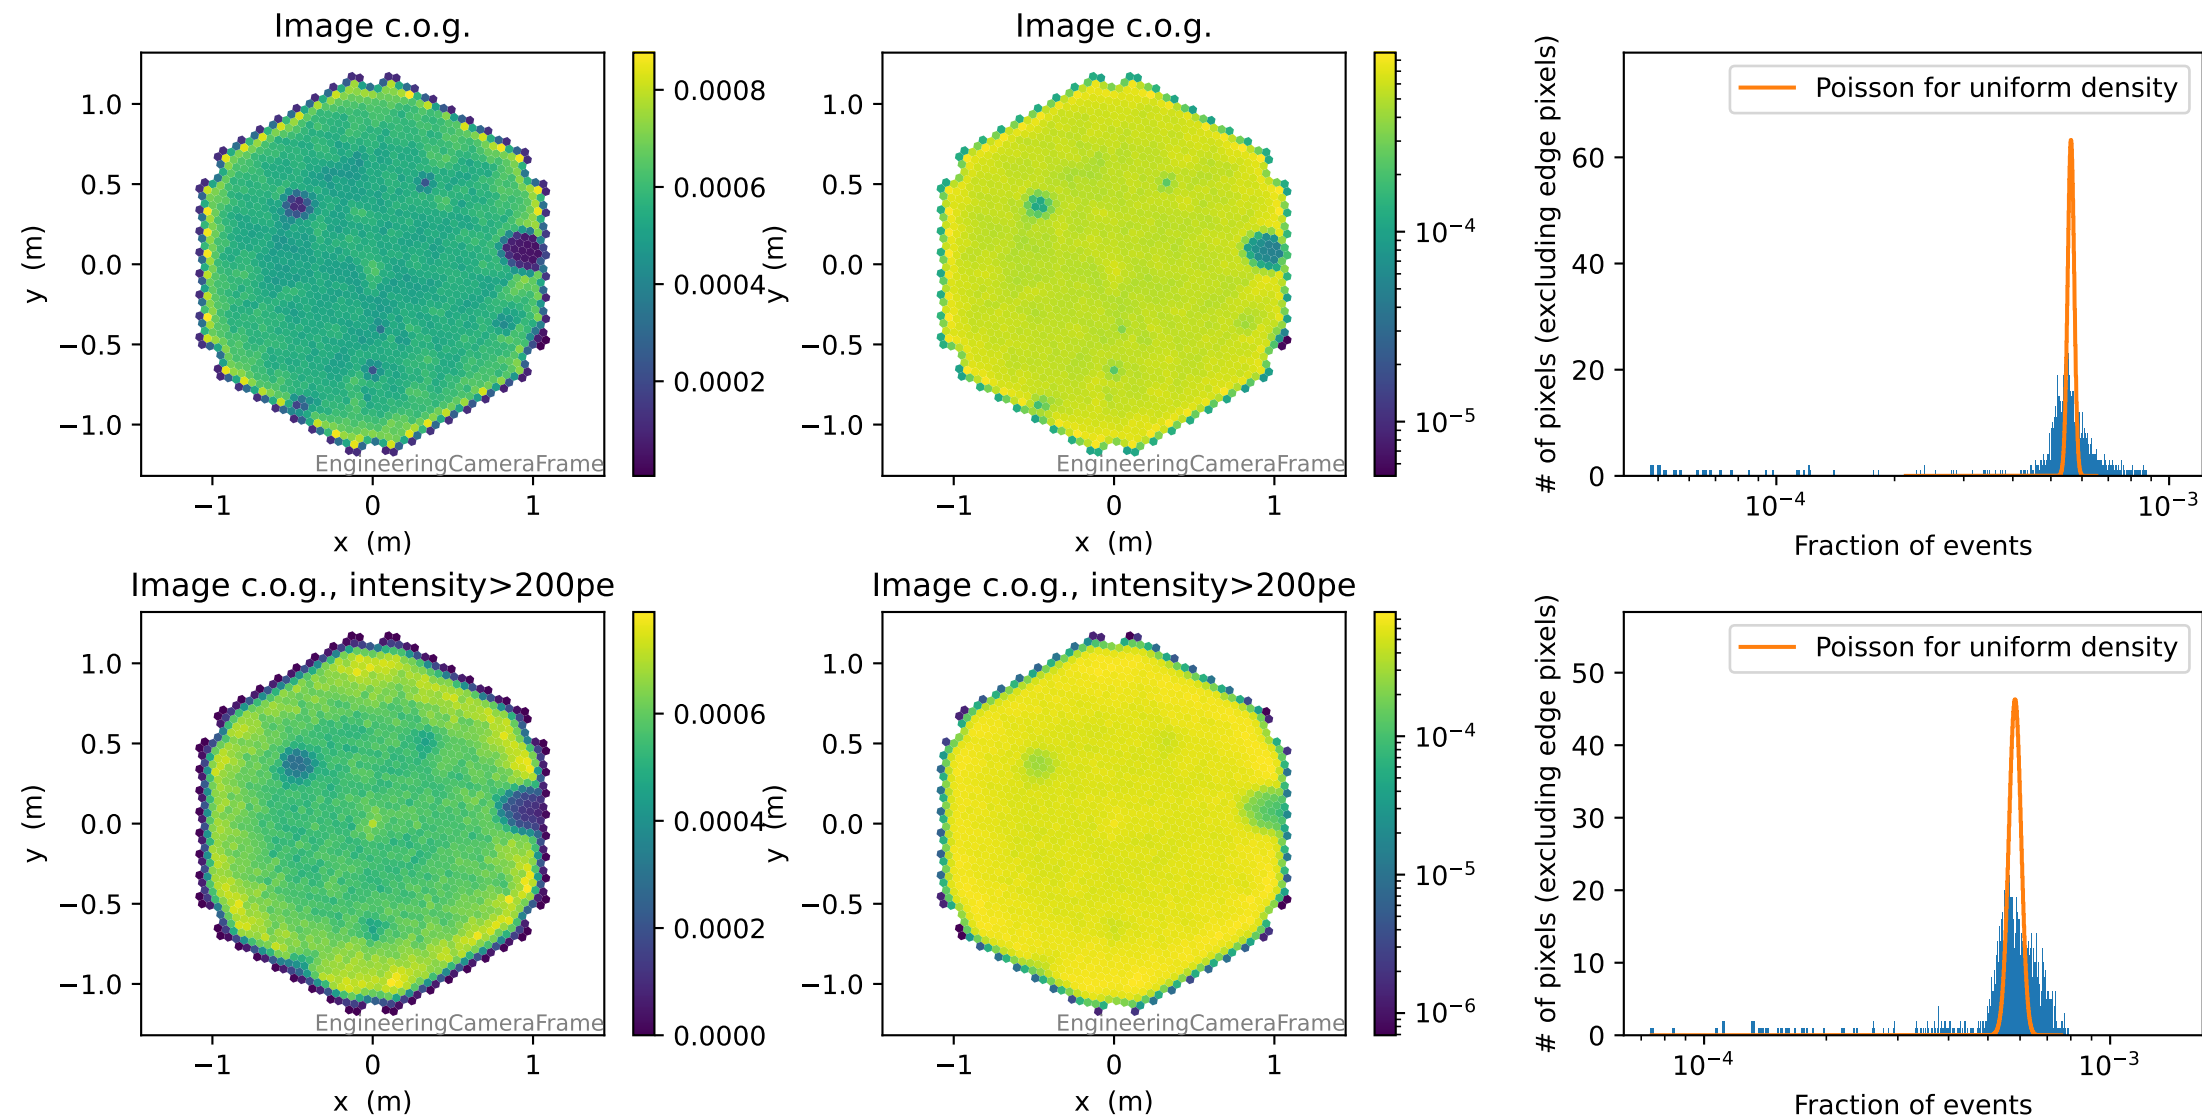 Image c.o.g.
1.0
0.5
0.0
−0.5
−1.0
y (m)
−1
0
1
x (m)
EngineeringCameraFrame
0.0008
0.0006
0.0004
0.0002
Image c.o.g.
1.0
0.5
0.0
−0.5
−1.0
y (m)
−1
0
1
x (m)
EngineeringCameraFrame
10⁻⁴
10⁻⁵
# of pixels (excluding edge pixels)
60
40
20
0
Poisson for uniform density
10⁻⁴
10⁻³
Fraction of events
Image c.o.g., intensity>200pe
1.0
0.5
0.0
−0.5
−1.0
y (m)
−1
0
1
x (m)
EngineeringCameraFrame
0.0006
0.0004
0.0002
0.0000
Image c.o.g., intensity>200pe
1.0
0.5
0.0
−0.5
−1.0
y (m)
−1
0
1
x (m)
EngineeringCameraFrame
10⁻⁴
10⁻⁵
10⁻⁶
# of pixels (excluding edge pixels)
50
40
30
20
10
0
Poisson for uniform density
10⁻⁴
10⁻³
Fraction of events